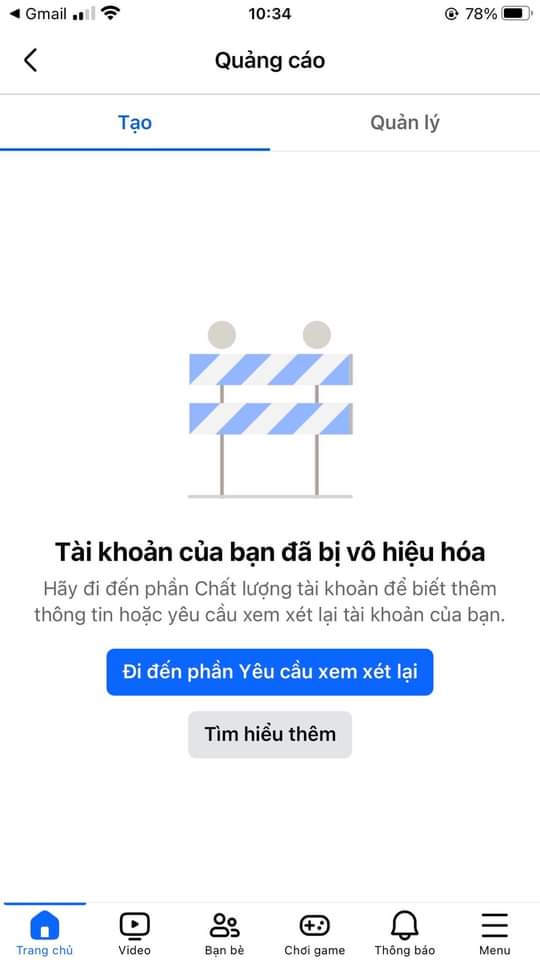 Gmail 10:34 78%
Quảng cáo
Tạo Quản lý
Tài khoản của bạn đã bị vô hiệu hóa
Hãy đi đến phần Chất lượng tài khoản để biết thêm
thông tin hoặc yêu cầu xem xét lại tài khoản của bạn.
Đi đến phần Yêu cầu xem xét lại
Tìm hiểu thêm
Trang chủ Video Bạn bè Chơi game Thông báo Menu